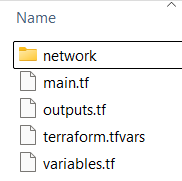 Name
network
main.tf
outputs.tf
terraform.tfvars
variables.tf